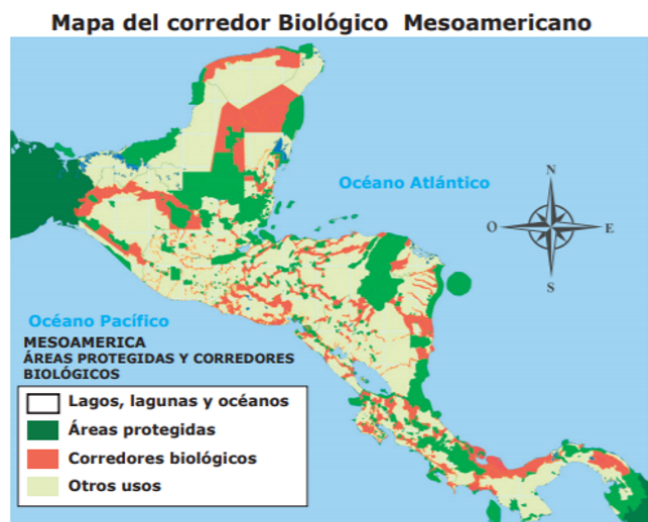 Mapa del corredor Biológico Mesoamericano
Océano Atlántico
N
O
E
S
Océano Pacífico
MESOAMERICA
ÁREAS PROTEGIDAS Y CORREDORES
BIOLÓGICOS
Lagos, lagunas y océanos
Áreas protegidas
Corredores biológicos
Otros usos